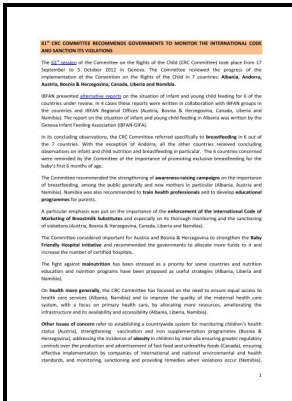 61st CRC COMMITTEE RECOMMENDS GOVERNMENTS TO MONITOR THE INTERNATIONAL CODE
AND SANCTION ITS VIOLATIONS
The 61st session of the Committee on the Rights of the Child (CRC Committee) took place from 17
September to 5 October 2012 in Geneva. The Committee reviewed the progress of the
implementation of the Convention on the Rights of the Child in 7 countries: Albania, Andorra,
Austria, Bosnia & Herzegovina, Canada, Liberia and Namibia.
IBFAN presented alternative reports on the situation of infant and young child feeding for 6 of the
countries under review. In 4 cases these reports were written in collaboration with IBFAN groups in
the countries and IBFAN Regional Offices (Austria, Bosnia & Herzegovina, Canada, Liberia and
Namibia). The report on the situation of infant and young child feeding in Albania was written by the
Geneva Infant Feeding Association (IBFAN-GIFA).
In its concluding observations, the CRC Committee referred specifically to breastfeeding in 6 out of
the 7 countries. With the exception of Andorra, all the other countries received concluding
observations on infant and child nutrition and breastfeeding in particular. The 6 countries concerned
were reminded by the Committee of the importance of promoting exclusive breastfeeding for the
baby's first 6 months of age.
The Committee recommended the strengthening of awareness-raising campaigns on the importance
of breastfeeding, among the public generally and new mothers in particular (Albania, Austria and
Namibia). Namibia was also recommended to train health professionals and to develop educational
programmes for parents.
A particular emphasis was put on the importance of the enforcement of the International Code of
Marketing of Breastmilk Substitutes and especially on its thorough monitoring and the sanctioning
of violations (Austria, Bosnia & Herzegovina, Canada, Liberia and Namibia).
The Committee considered important for Austria and Bosnia & Herzegovina to strengthen the Baby
Friendly Hospital Initiative and recommended the governments to allocate more funds to it and
increase the number of certified hospitals.
The fight against malnutrition has been stressed as a priority for some countries and nutrition
education and nutrition programs have been proposed as useful strategies (Albania, Liberia and
Namibia).
On health more generally, the CRC Committee has focused on the need to ensure equal access to
health care services (Albania, Namibia) and to improve the quality of the maternal health care
system, with a focus on primary health care, by allocating more resources, ameliorating the
infrastructure and its availability and accessibility (Albania, Liberia, Namibia).
Other issues of concern refer to establishing a countryside system for monitoring children's health
status (Austria), strengthening vaccination and iron supplementation programmes (Bosnia &
Herzegovina), addressing the incidence of obesity in children by inter alia ensuring greater regulatory
controls over the production and advertisement of fast food and unhealthy foods (Canada), ensuring
effective implementation by companies of international and national environmental and health
standards, and monitoring, sanctioning and providing remedies when violations occur (Namibia).
1